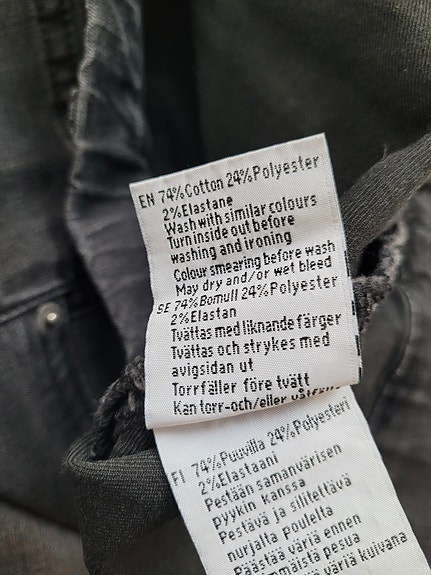 EN 74%Cotton 24%Polyester
2%Elastane
Wash with similar colours
Turn inside out before
washing and ironing
Colour smearing before wash
May dry and/or wet bleed
SE 74%Bomull 24%Polyester
2%Elastan
Tvättas med liknande färger
Tvättas och strykes med
avigsidan ut
Torrfäller före tvätt
Kan torr-och/eller våtfälla
FI 74%Puuvilla 24%Polyesteri
2%Elastaani
Pestään samanvärisen
pyykin kanssa
Pestävä ja silitettävä
nurjalta puolelta
Päästää väriä ennen
pesua
väriä kuivana